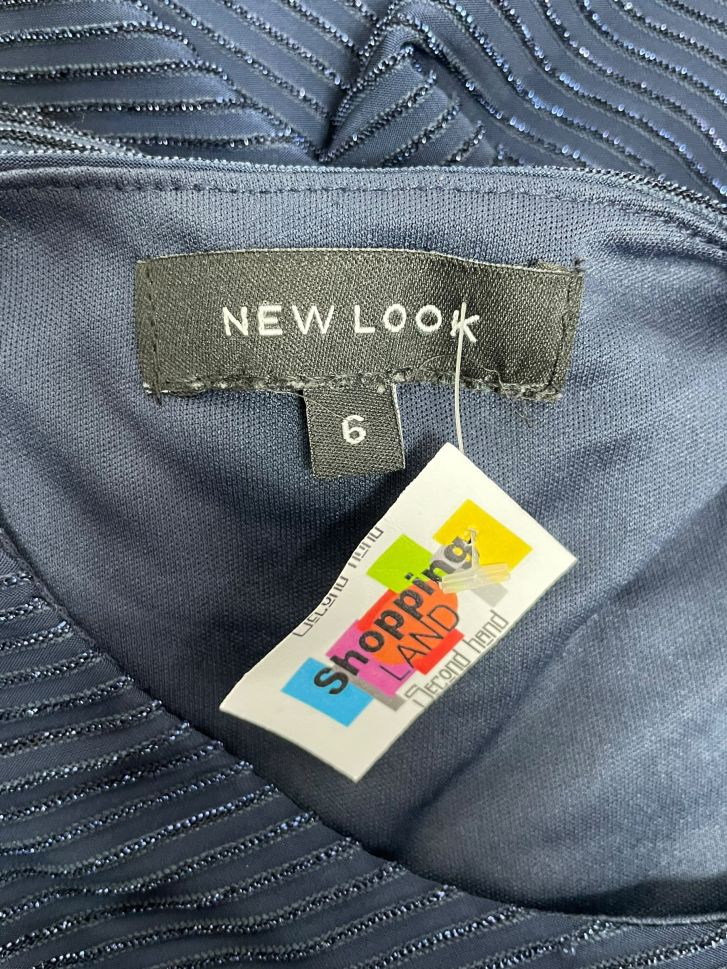 NEW LOOK
6
Second hand
Shopping
LAND
Second hand